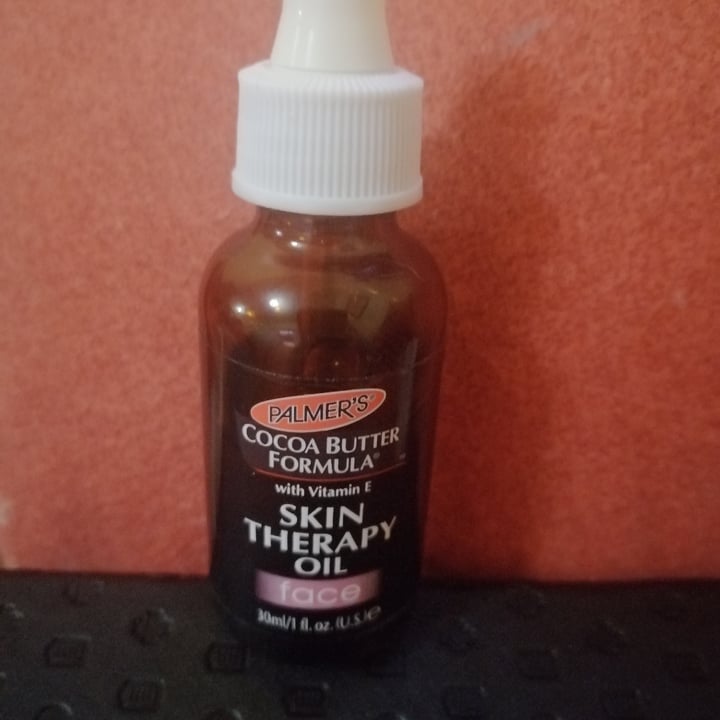 PALMER'S®
COCOA BUTTER
FORMULA®
with Vitamin E
SKIN
THERAPY
OIL
face
30ml/1 fl. oz. (U.S.)e